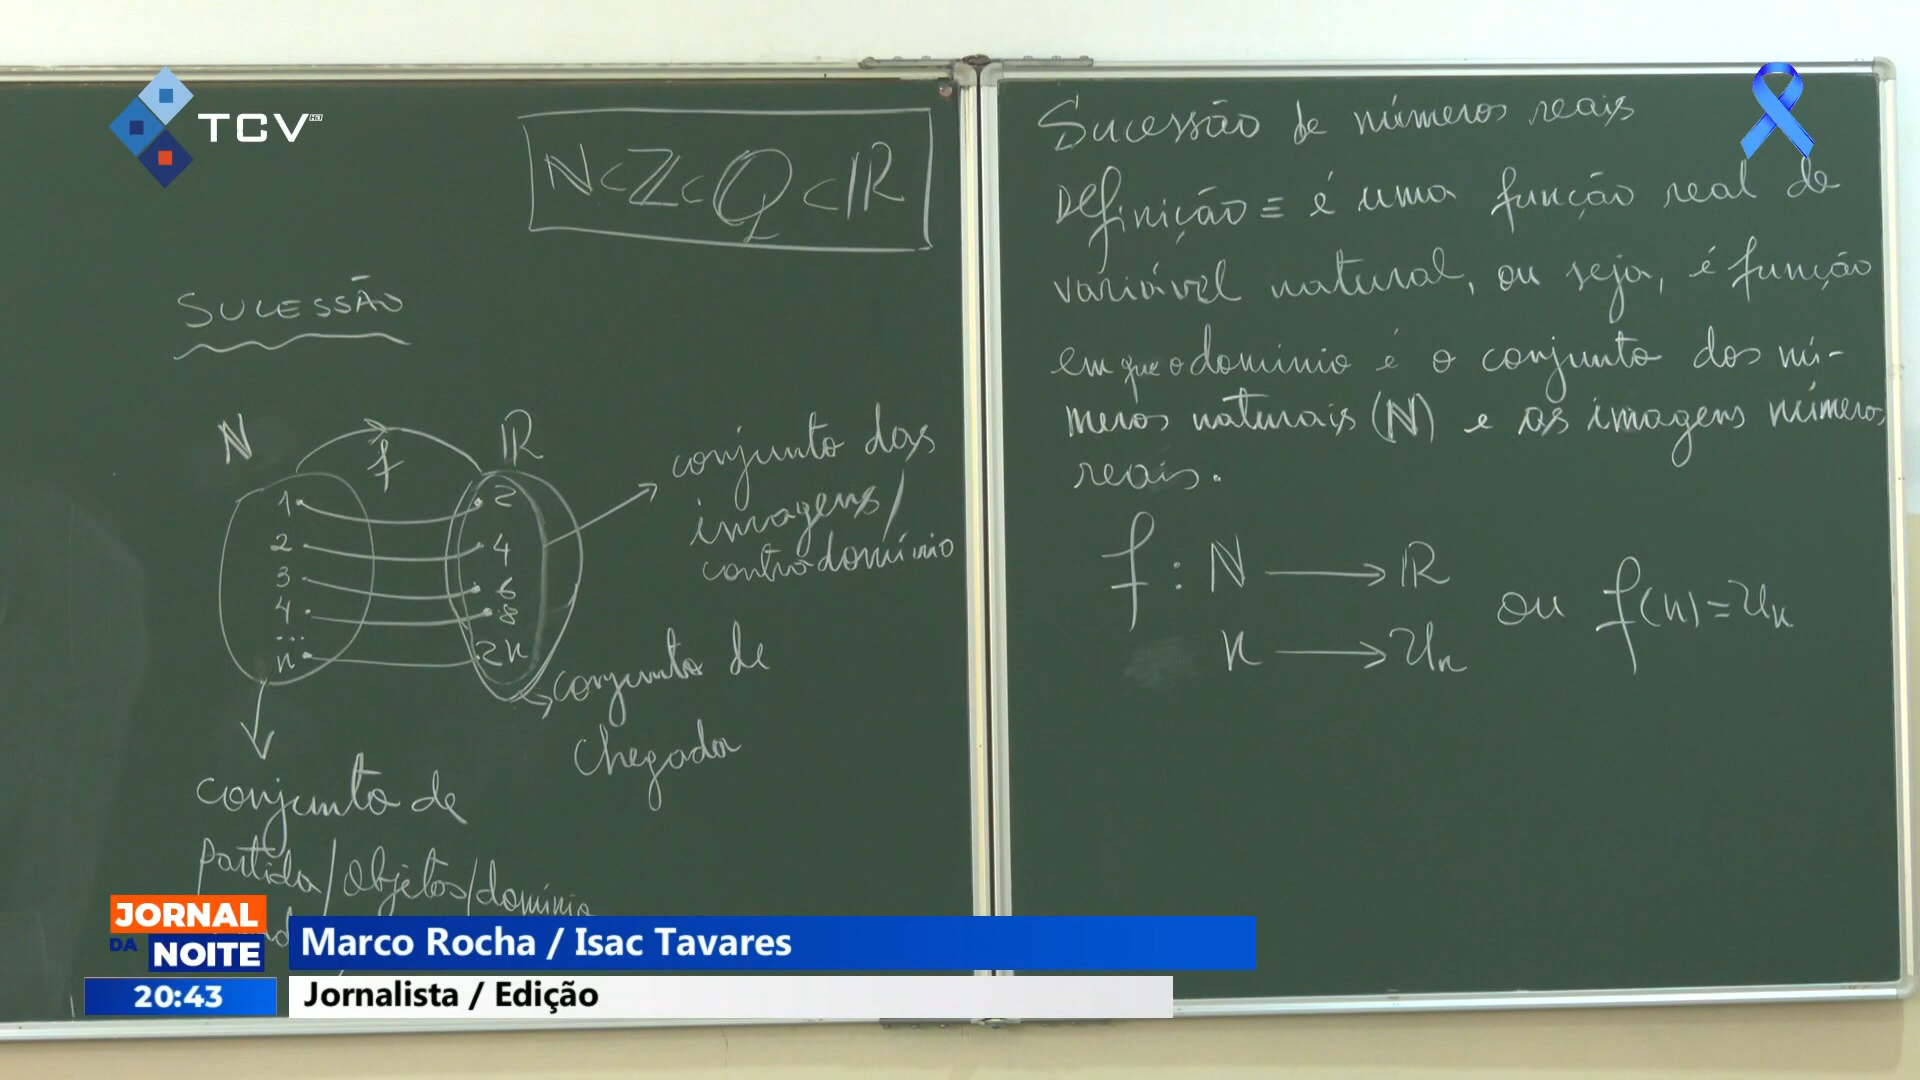 TCV HD
N⊂Z⊂Q⊂IR
SUCESSÃO
N
f
IR
1
2
3
4
...
n
2
4
6
8
2n
conjunto das
imagens/
contradomínio
conjunto de
chegada
conjunto de
partida/objetos/domínio
Sucessão de números reais
Definição = é uma função real de
variável natural, ou seja, é função
em que o domínio é o conjunto dos nú-
meros naturais (N) e as imagens números
reais.
f : N → IR
n → Un
ou f(n) = Un
JORNAL
DA NOITE
20:43
Marco Rocha / Isac Tavares
Jornalista / Edição